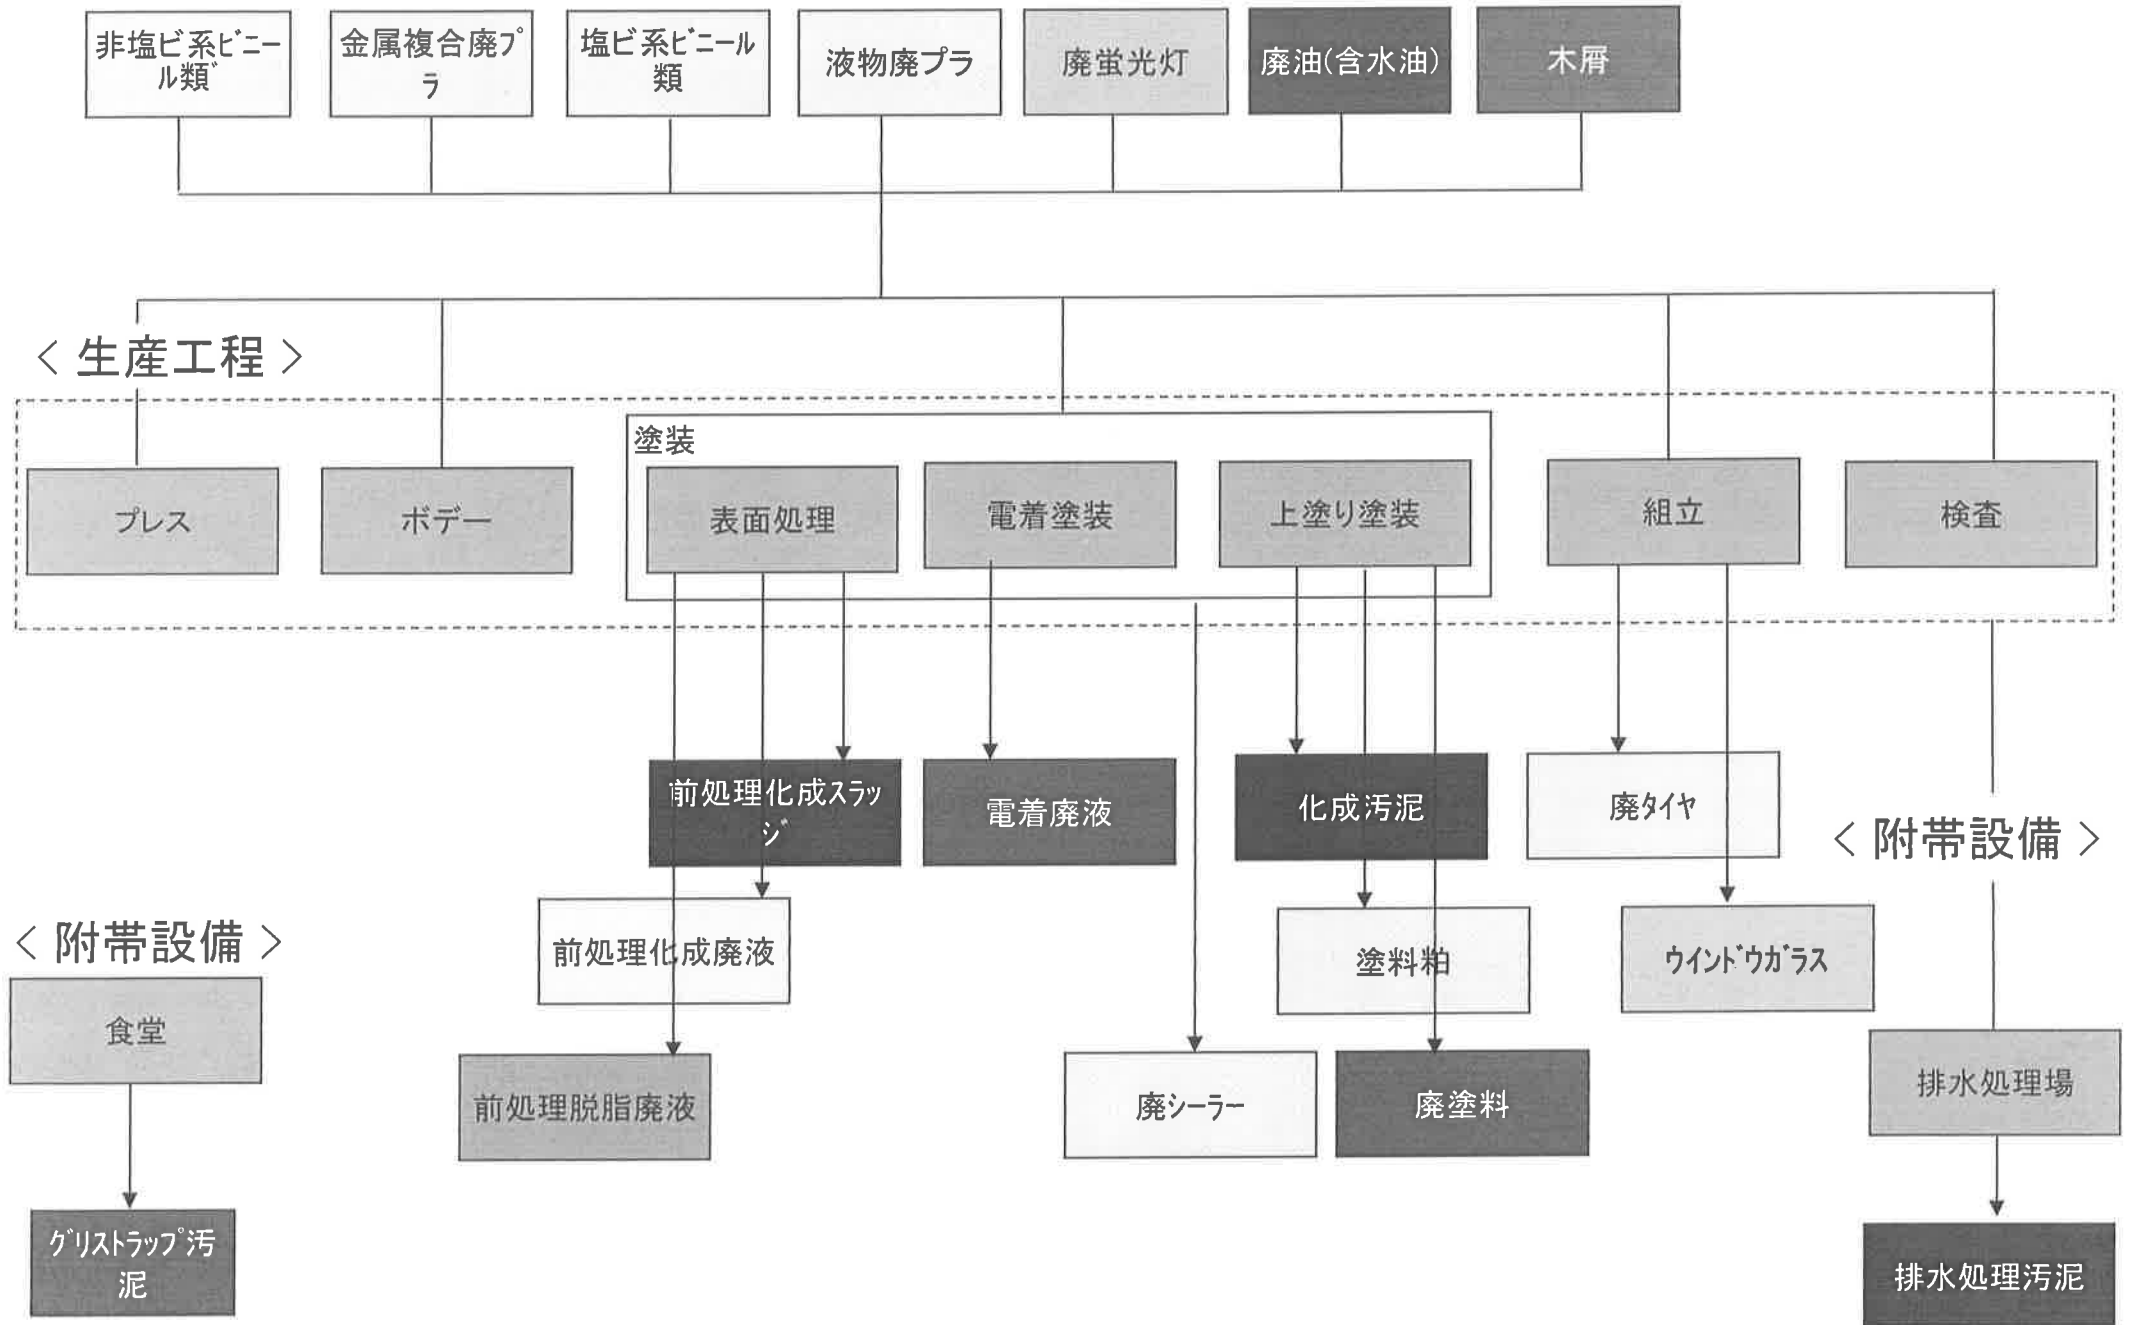 非塩ビ系ﾋﾞﾆｰ
ﾙ類
金属複合廃ﾌﾟ
ﾗ
塩ビ系ﾋﾞﾆｰﾙ
類
液物廃プラ
廃蛍光灯
廃油(含水油)
木屑
＜生産工程＞
塗装
プレス
ボデー
表面処理
電着塗装
上塗り塗装
組立
検査
前処理化成ｽﾗｯ
ｼﾞ
電着廃液
化成汚泥
廃ﾀｲﾔ
＜附帯設備＞
前処理化成廃液
塗料粕
ｳｲﾝﾄﾞｳｶﾞﾗｽ
＜附帯設備＞
食堂
前処理脱脂廃液
廃ｼｰﾗｰ
廃塗料
排水処理場
ｸﾞﾘｽﾄﾗｯﾌﾟ汚
泥
排水処理汚泥